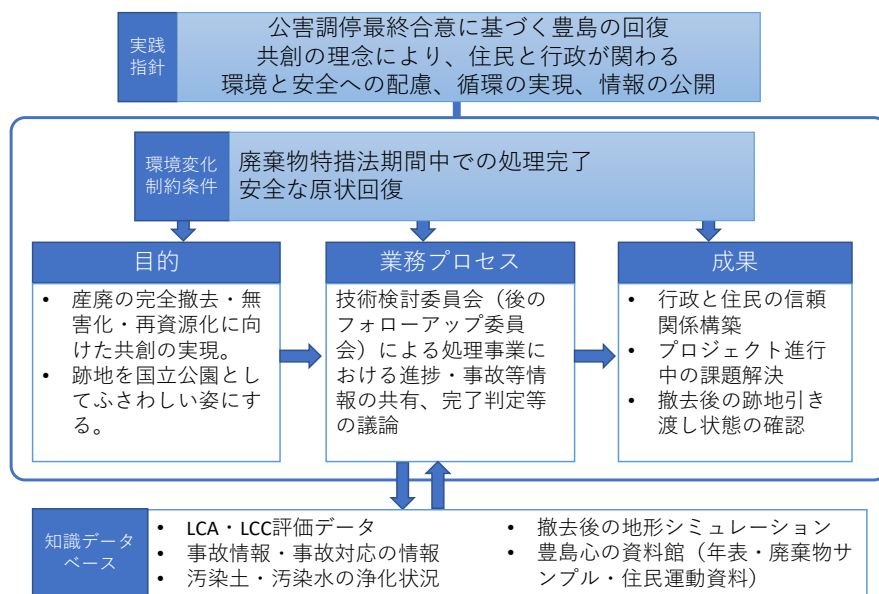 実践
指針
公害調停最終合意に基づく豊島の回復
共創の理念により、住民と行政が関わる
環境と安全への配慮、循環の実現、情報の公開
環境変化
制約条件
廃棄物特措法期間中での処理完了
安全な原状回復
目的
• 産廃の完全撤去・無
害化・再資源化に向
けた共創の実現。
• 跡地を国立公園とし
てふさわしい姿にす
る。
業務プロセス
技術検討委員会（後の
フォローアップ委員
会）による処理事業に
おける進捗・事故等情
報の共有、完了判定等
の議論
成果
• 行政と住民の信頼
関係構築
• プロジェクト進行
中の課題解決
• 撤去後の跡地引き
渡し状態の確認
知識データ
ベース
• LCA・LCC評価データ
• 事故情報・事故対応の情報
• 汚染土・汚染水の浄化状況
• 撤去後の地形シミュレーション
• 豊島心の資料館（年表・廃棄物サ
ンプル・住民運動資料）